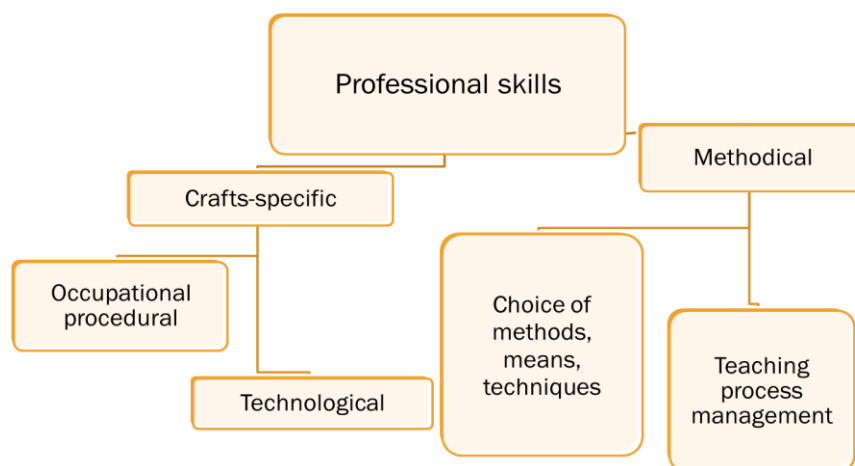 Professional skills
Methodical
Crafts-specific
Occupational
procedural
Technological
Choice of
methods,
means,
techniques
Teaching
process
management